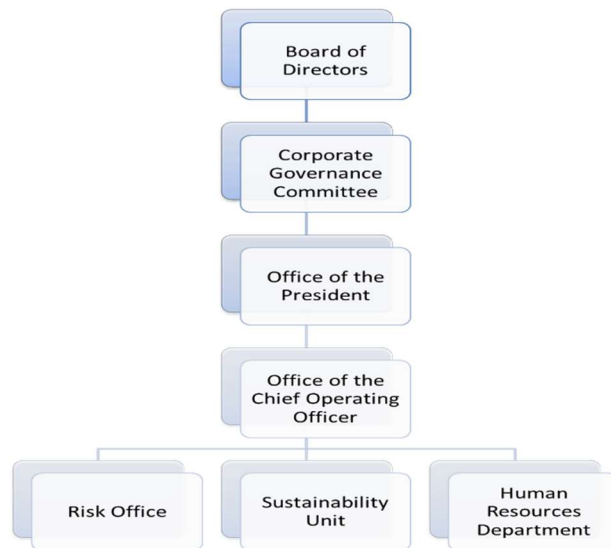 Board of
Directors
Corporate
Governance
Committee
Office of the
President
Office of the
Chief Operating
Officer
Risk Office
Sustainability
Unit
Human
Resources
Department